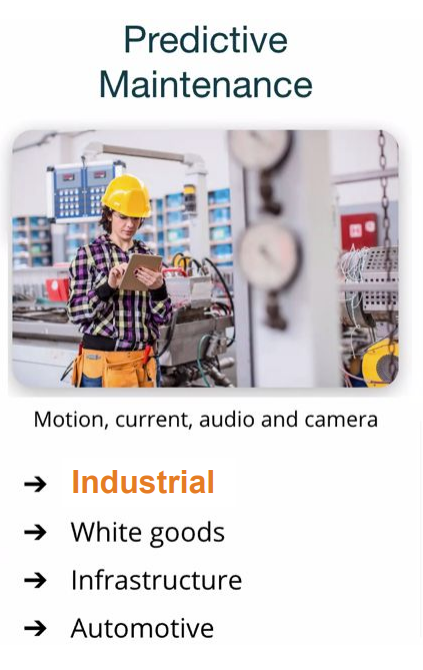 Predictive
Maintenance
Motion, current, audio and camera
➔ Industrial
➔ White goods
➔ Infrastructure
➔ Automotive